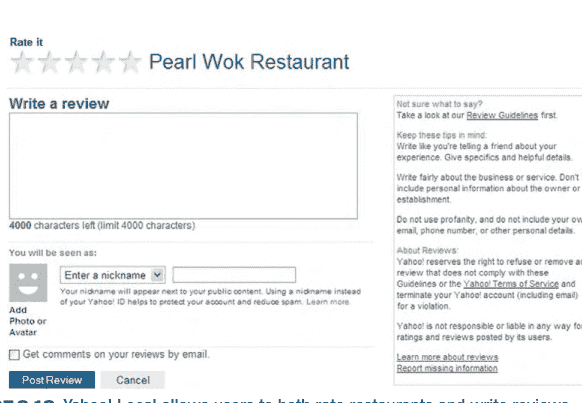 Rate it
Pearl Wok Restaurant
Write a review
4000 characters left (limit 4000 characters)
You will be seen as:
Enter a nickname
Your nickname will appear next to your public content. Using a nickname instead
of your Yahoo! ID helps to protect your account and reduce spam. Learn more.
Add
Photo or
Avatar
Get comments on your reviews by email.
Post Review
Cancel
Not sure what to say?
Take a look at our Review Guidelines first.
Keep these tips in mind:
Write like you're telling a friend about your
experience. Give specifics and helpful details.
Write fairly about the business or service. Don't
include personal information about the owner or
establishment.
Do not use profanity, and do not include your ow
email, phone number, or other personal details.
About Reviews:
Yahoo! reserves the right to refuse or remove an
review that does not comply with these
Guidelines or the Yahoo! Terms of Service and
terminate your Yahoo! account (including email)
for a violation.
Yahoo! is not responsible or liable in any way fo
ratings and reviews posted by its users.
Learn more about reviews
Report missing information
Yahoo! Local allows users to both rate restaurants and write reviews